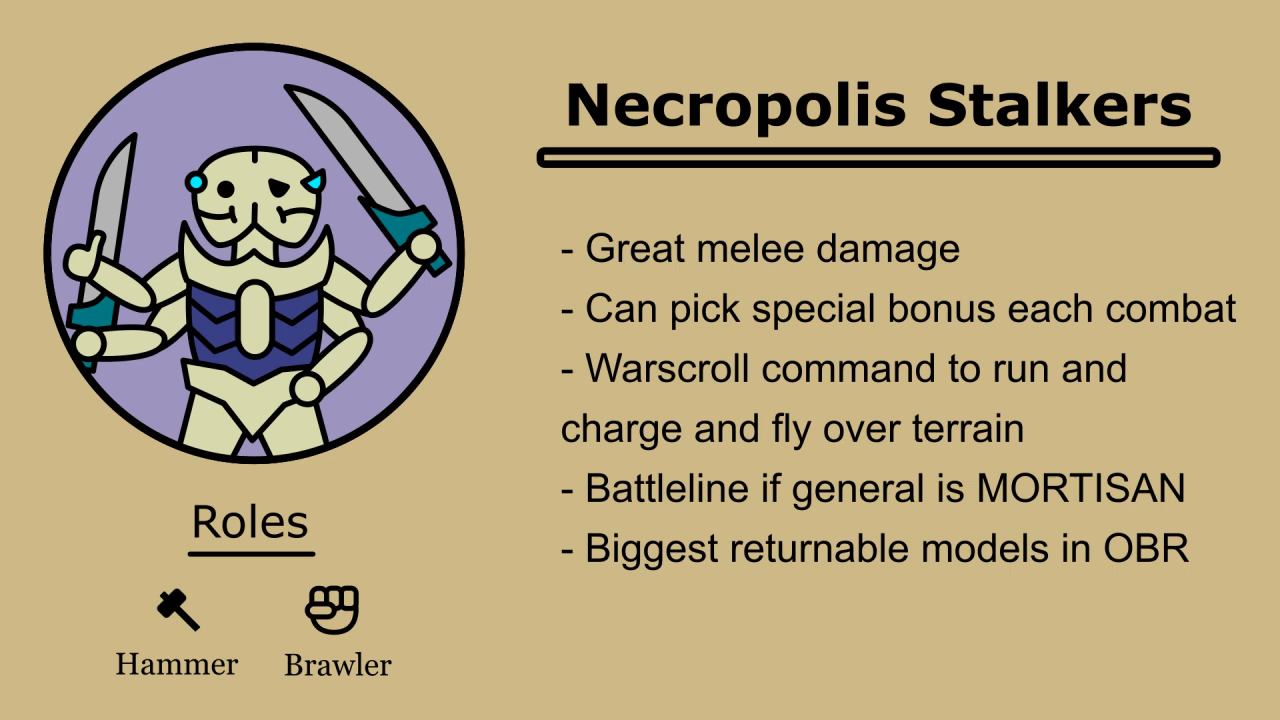 Necropolis Stalkers
- Great melee damage
- Can pick special bonus each combat
- Warscroll command to run and
charge and fly over terrain
- Battleline if general is MORTISAN
- Biggest returnable models in OBR
Roles
Hammer
Brawler